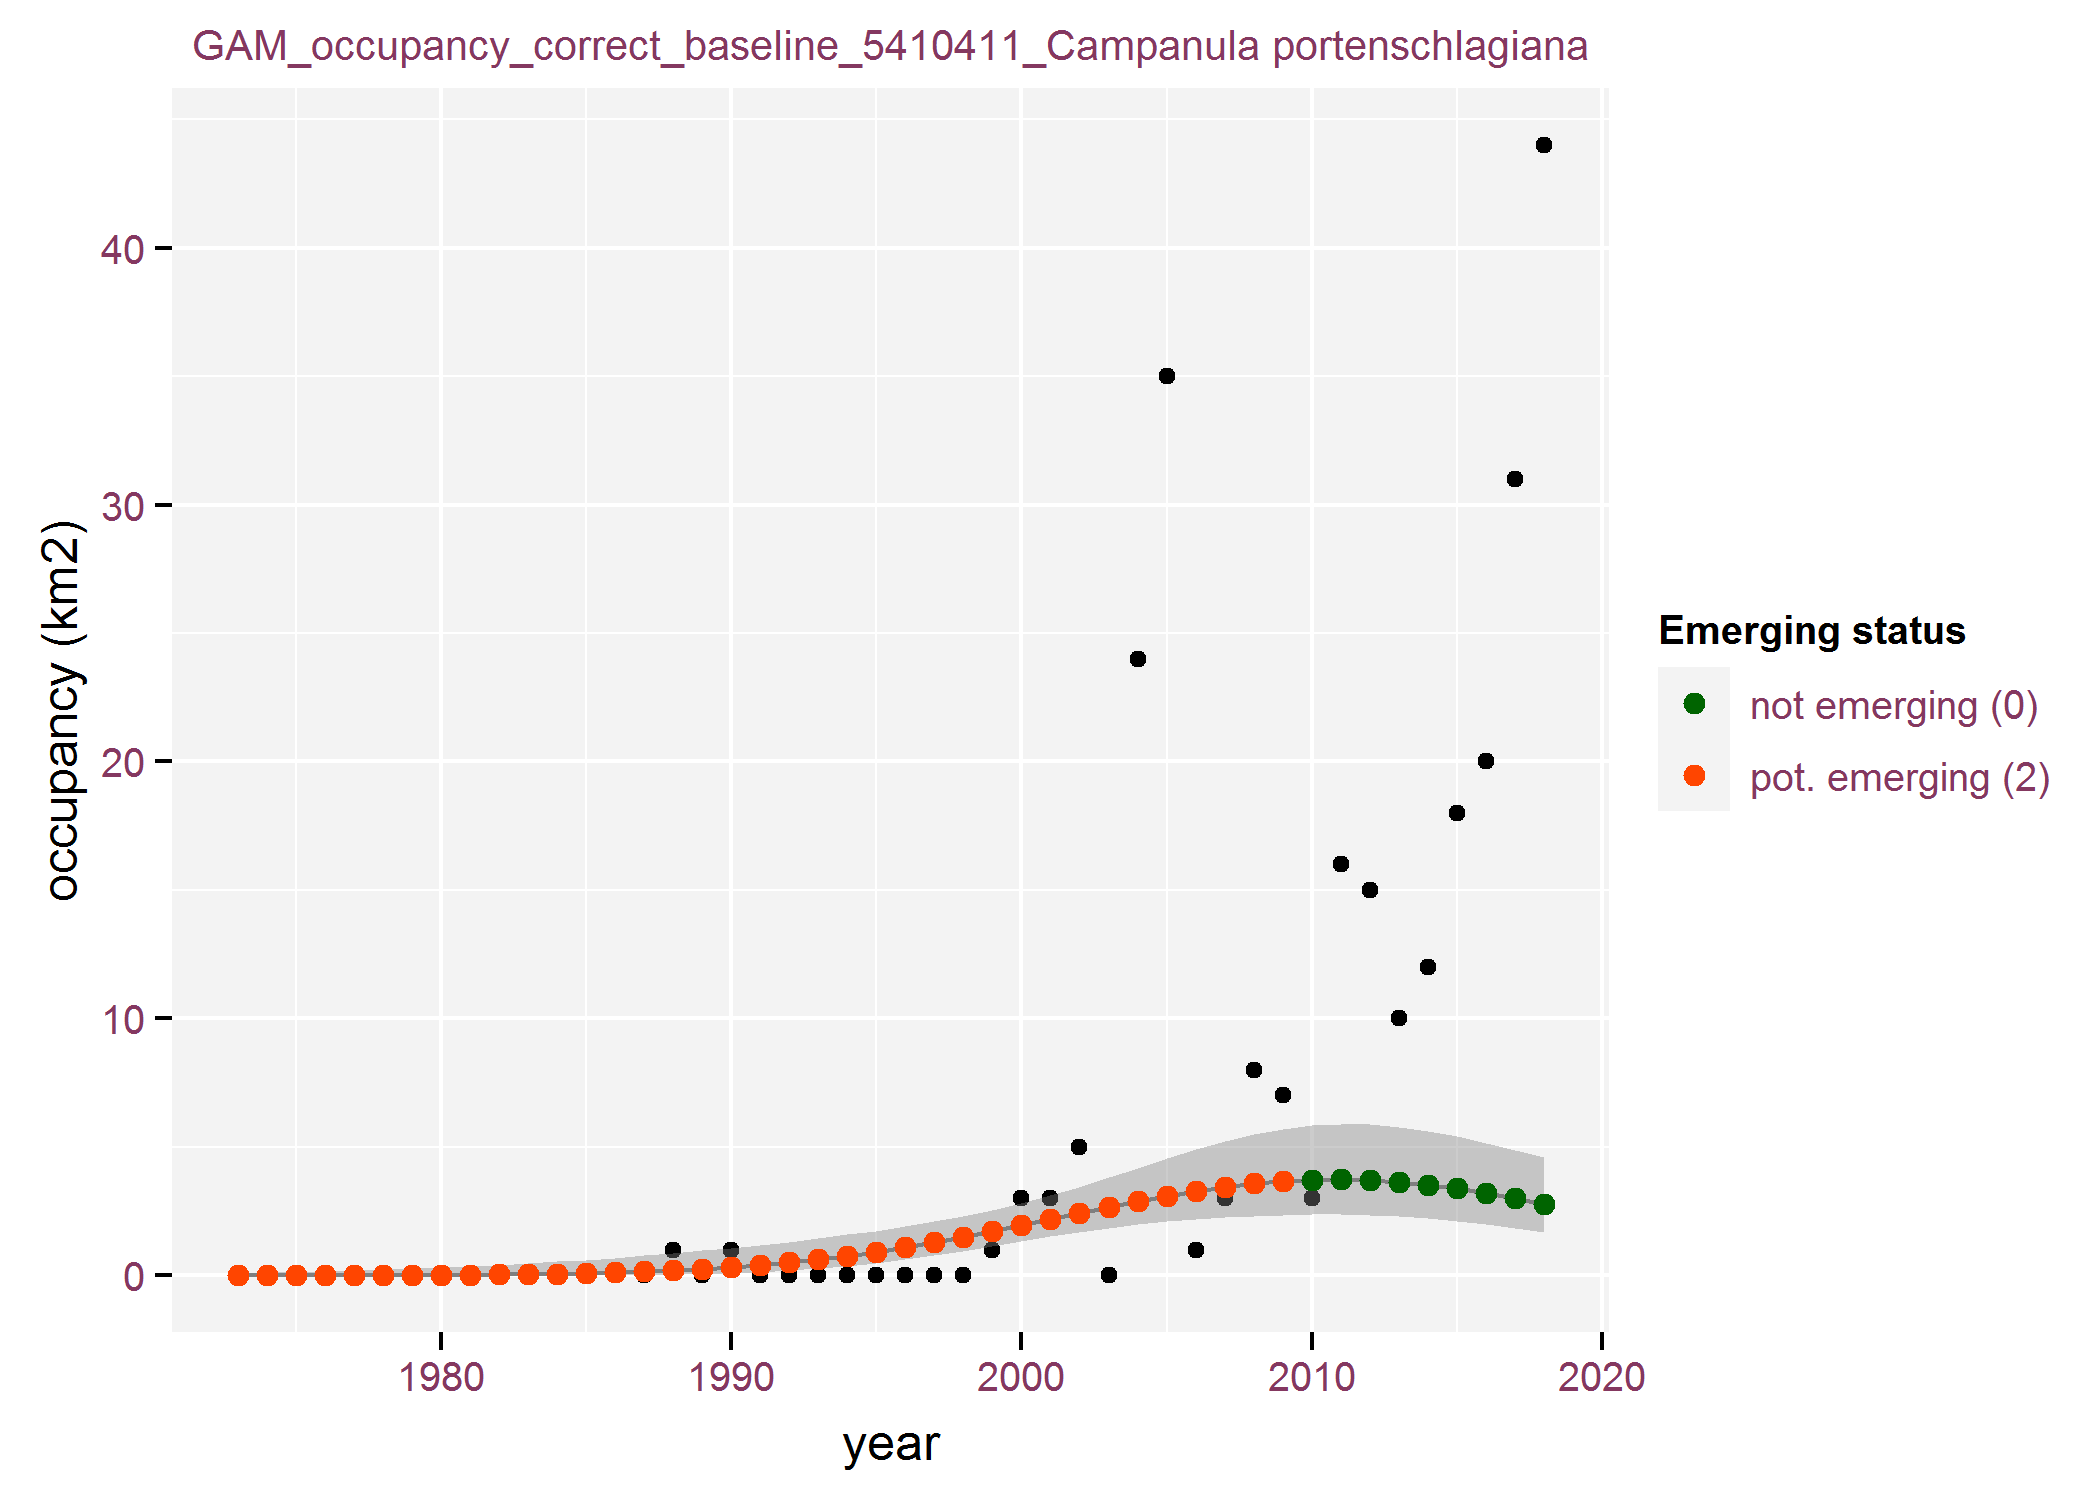 GAM_occupancy_correct_baseline_5410411_Campanula portenschlagiana
occupancy (km2)
40
30
20
10
0
1980 1990 2000 2010 2020
year
Emerging status
not emerging (0)
pot. emerging (2)